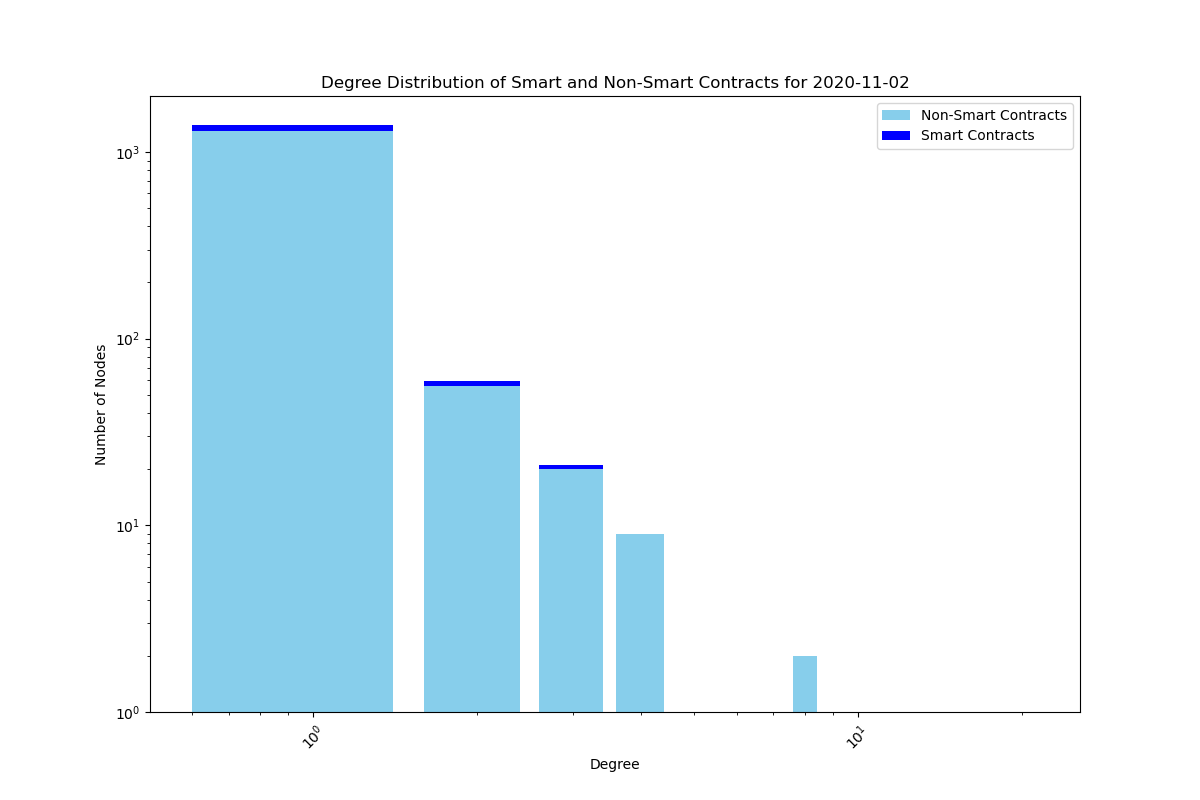 Degree Distribution of Smart and Non-Smart Contracts for 2020-11-02
Non-Smart Contracts
Smart Contracts
Number of Nodes
10³
10²
10¹
10⁰
10⁰
10¹
Degree